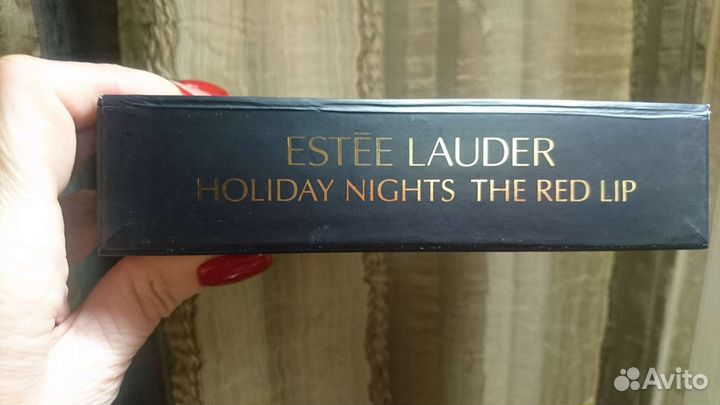 ESTĒE LAUDER
HOLIDAY NIGHTS THE RED LIP
Avito